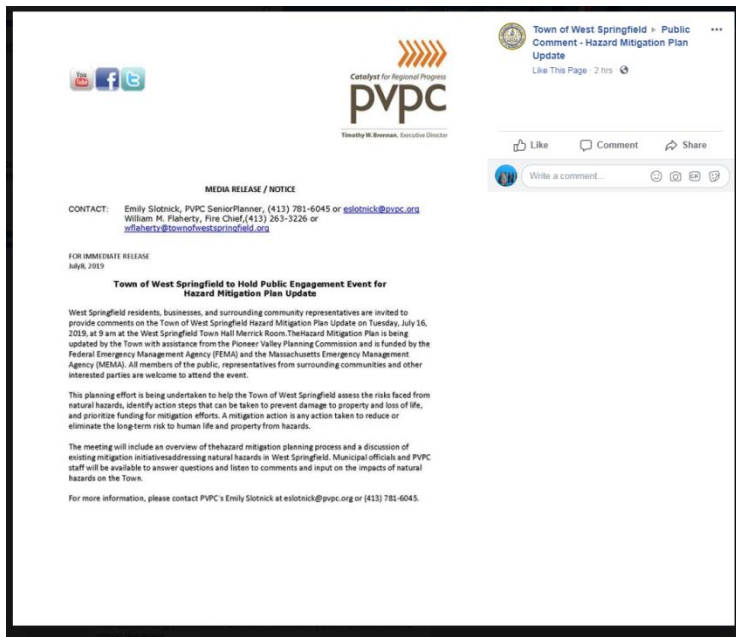 You
Catalyst for Regional Progress
pvpc
Timothy W. Brennan, Executive Director
MEDIA RELEASE / NOTICE
CONTACT: Emily Slotnick, PVPC SeniorPlanner, (413) 781-6045 or eslotnick@pvpc.org
William M. Flaherty, Fire Chief,(413) 263-3226 or
wflaherty@townofwestspringfield.org
FOR IMMEDIATE RELEASE
July8, 2019
Town of West Springfield to Hold Public Engagement Event for
Hazard Mitigation Plan Update
West Springfield residents, businesses, and surrounding community representatives are invited to
provide comments on the Town of West Springfield Hazard Mitigation Plan Update on Tuesday, July 16,
2019, at 9 am at the West Springfield Town Hall Merrick Room.TheHazard Mitigation Plan is being
updated by the Town with assistance from the Pioneer Valley Planning Commission and is funded by the
Federal Emergency Management Agency (FEMA) and the Massachusetts Emergency Management
Agency (MEMA). All members of the public, representatives from surrounding communities and other
interested parties are welcome to attend the event.
This planning effort is being undertaken to help the Town of West Springfield assess the risks faced from
natural hazards, identify action steps that can be taken to prevent damage to property and loss of life,
and prioritize funding for mitigation efforts. A mitigation action is any action taken to reduce or
eliminate the long-term risk to human life and property from hazards.
The meeting will include an overview of thehazard mitigation planning process and a discussion of
existing mitigation initiativesaddressing natural hazards in West Springfield. Municipal officials and PVPC
staff will be available to answer questions and listen to comments and input on the impacts of natural
hazards on the Town.
For more information, please contact PVPC's Emily Slotnick at eslotnick@pvpc.org or (413) 781-6045.
Town of West Springfield ▸ Public
Comment - Hazard Mitigation Plan
Update
Like This Page · 2 hrs ·
Like Comment Share
Write a comment...
GIF